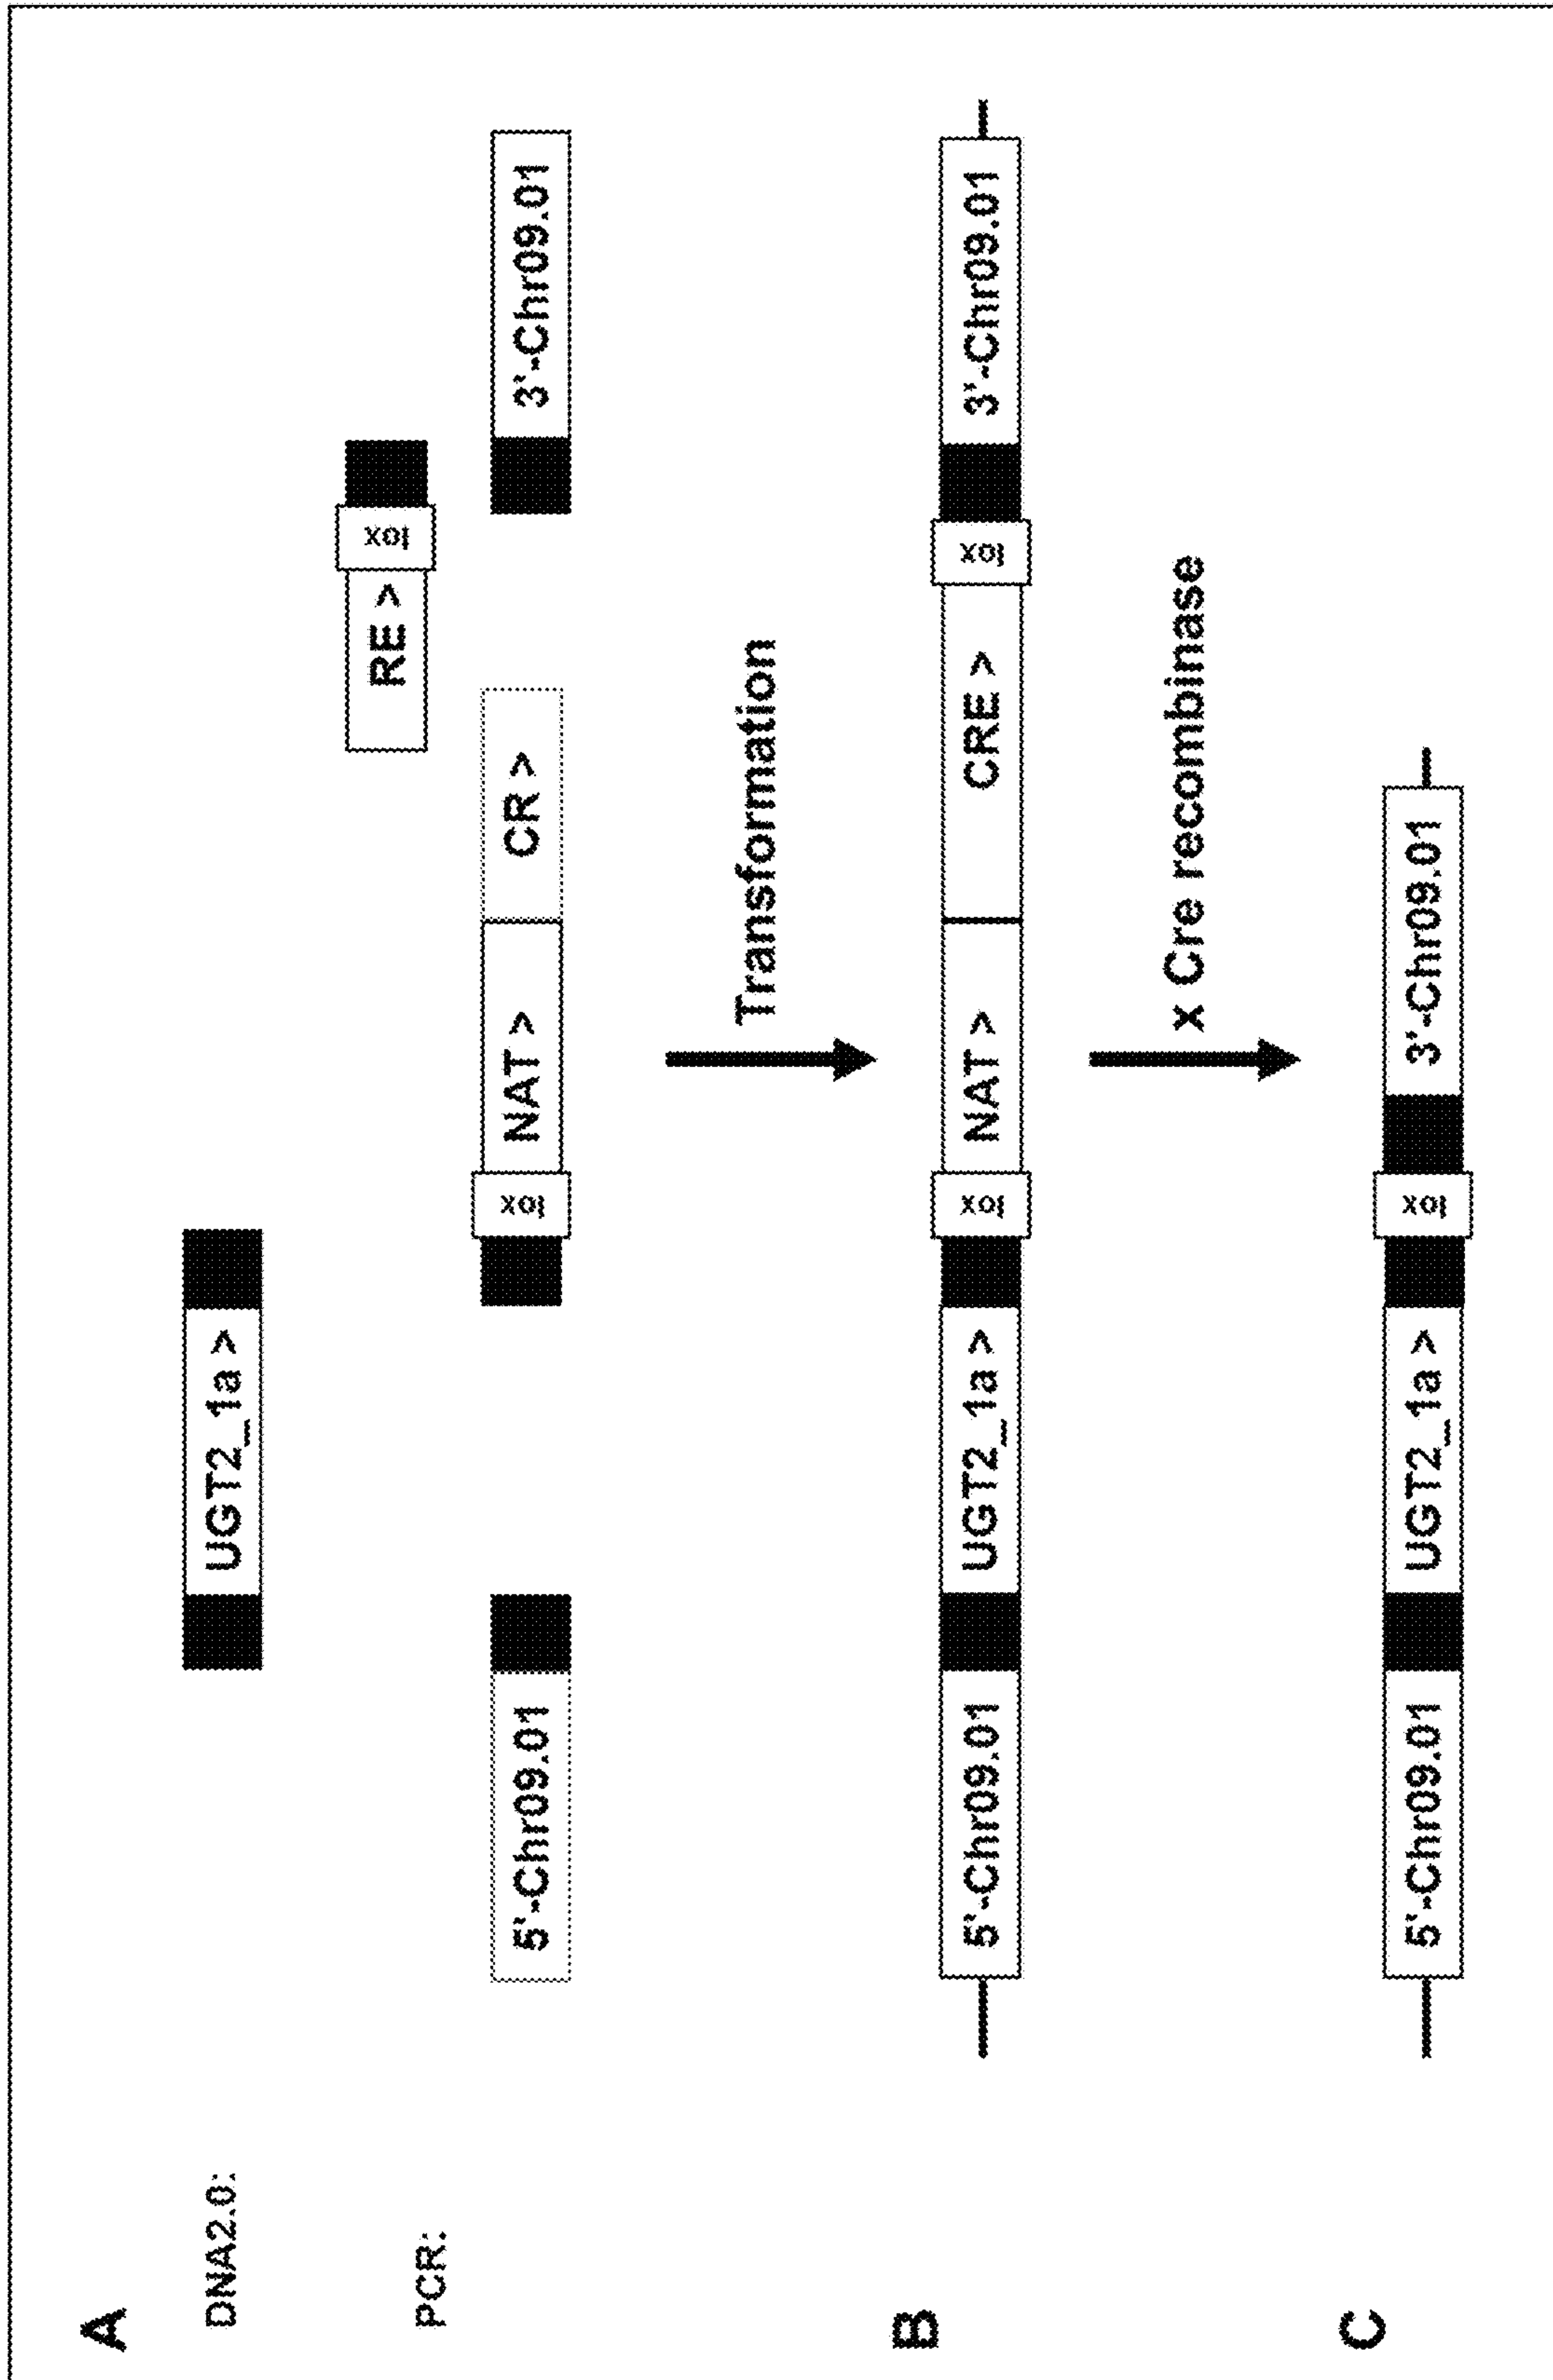 A
DNA2.0:
UGT2_1a >
PCR:
RE >
lox
5'-Chr09.01
lox
NAT >
CR >
3'-Chr09.01
Transformation
B
5'-Chr09.01
UGT2_1a >
lox
NAT >
CRE >
lox
3'-Chr09.01
x Cre recombinase
C
5'-Chr09.01
UGT2_1a >
lox
3'-Chr09.01